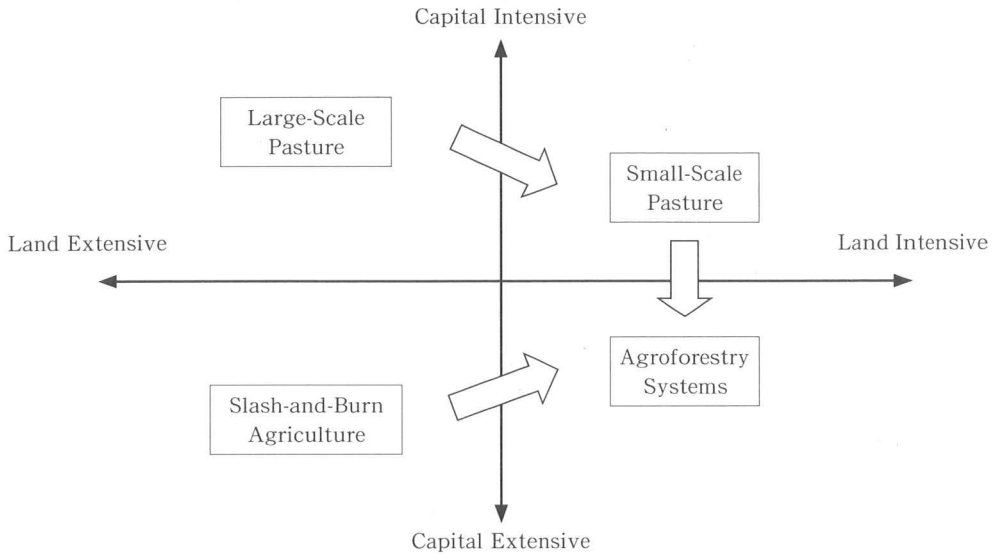 Capital Intensive
Large-Scale
Pasture
Small-Scale
Pasture
Land Extensive
Land Intensive
Agroforestry
Systems
Slash-and-Burn
Agriculture
Capital Extensive